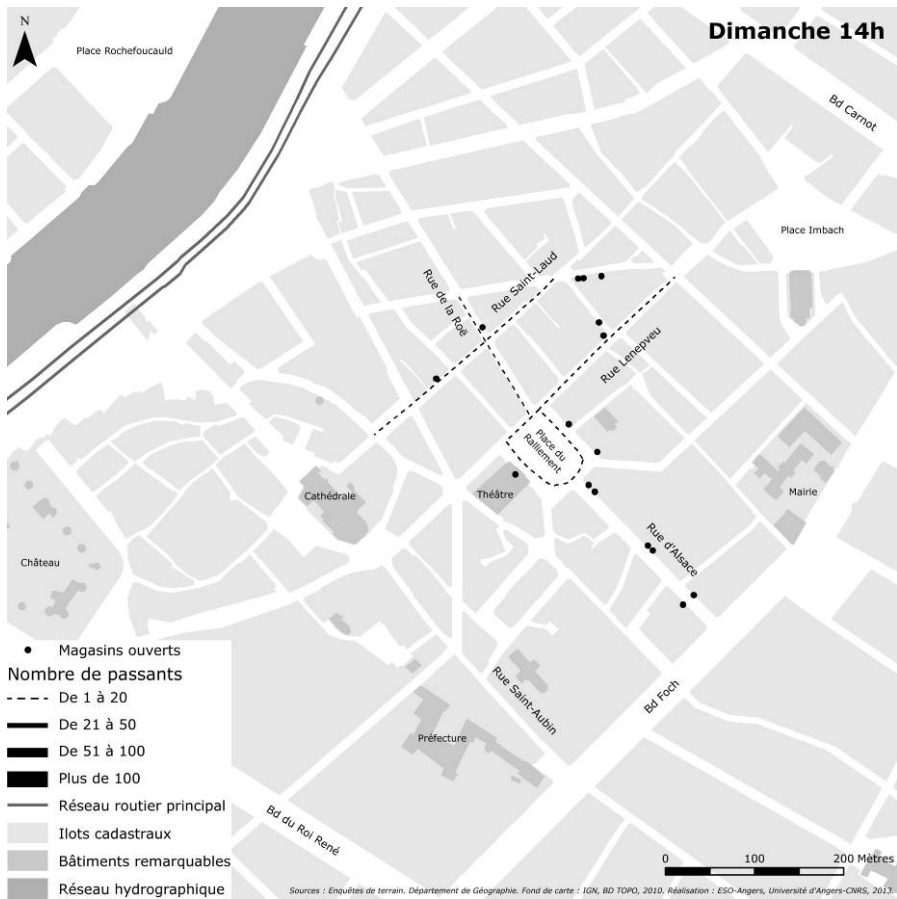 N
Dimanche 14h
Place Rochefoucauld
Bd Carnot
Place Imbach
Rue Saint-Laud
Rue de la Roë
Rue Lenepveu
Place du
Ralliement
Cathédrale
Théâtre
Mairie
Rue d'Alsace
Château
Magasins ouverts
Nombre de passants
De 1 à 20
De 21 à 50
De 51 à 100
Plus de 100
Réseau routier principal
Ilots cadastraux
Bâtiments remarquables
Réseau hydrographique
Rue Saint-Aubin
Bd Foch
Préfecture
Bd du Roi René
0 100 200 Mètres
Sources : Enquêtes de terrain. Département de Géographie. Fond de carte : IGN, BD TOPO, 2010. Réalisation : ESO-Angers, Université d'Angers-CNRS, 2013.